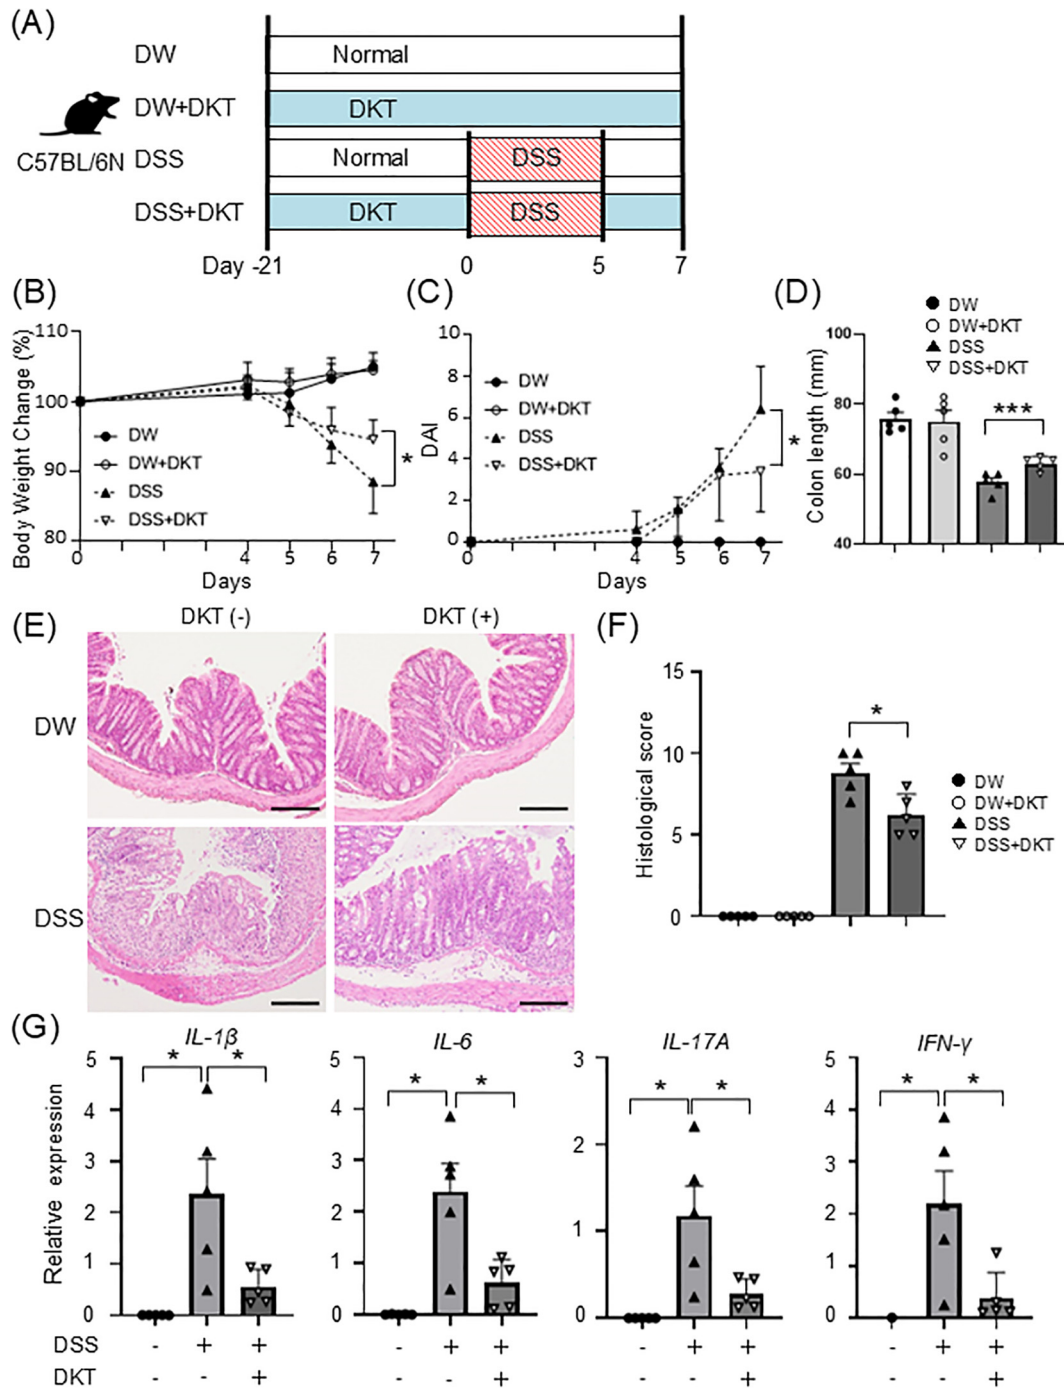 (A)
DW
Normal
DW+DKT
DKT
C57BL/6N
DSS
Normal
DSS
DSS+DKT
DKT
DSS
Day -21
0
5
7
(B)
Body Weight Change (%)
110
100
90
80
DW
DW+DKT
DSS
DSS+DKT
*
0
4
5
6
7
Days
(C)
DAI
10
8
6
4
2
0
DW
DW+DKT
DSS
DSS+DKT
*
0
4
5
6
7
Days
(D)
DW
DW+DKT
DSS
DSS+DKT
Colon length (mm)
100
80
60
40
***
(E)
DKT (-)
DKT (+)
DW
DSS
(F)
Histological score
15
10
5
0
*
DW
DW+DKT
DSS
DSS+DKT
(G)
Relative expression
IL-1β
5
4
3
2
1
0
* *
IL-6
5
4
3
2
1
0
* *
IL-17A
3
2
1
0
* *
IFN-γ
5
4
3
2
1
0
* *
DSS - + + - + + - + + - + +
DKT - - + - - + - - + - - +